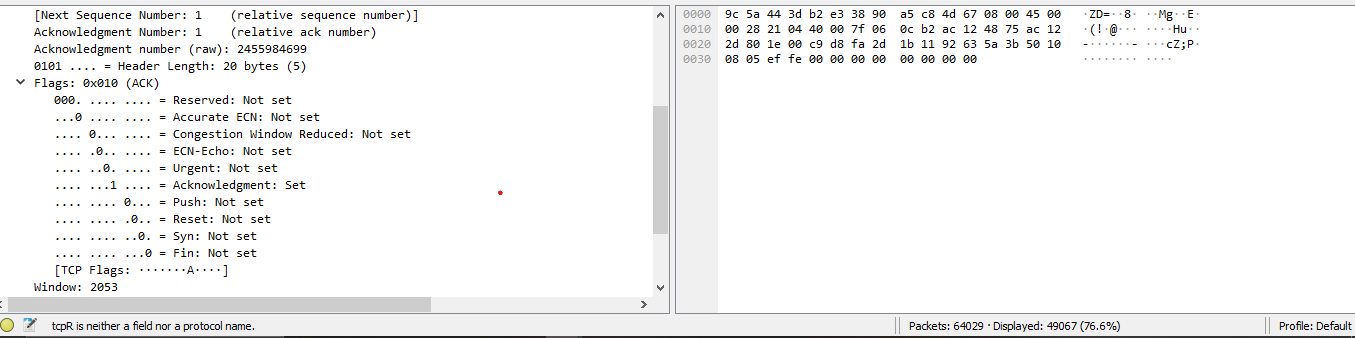 [Next Sequence Number: 1    (relative sequence number)]
Acknowledgment Number: 1    (relative ack number)
Acknowledgment number (raw): 2455984699
0101 .... = Header Length: 20 bytes (5)
Flags: 0x010 (ACK)
000. .... .... = Reserved: Not set
...0 .... .... = Accurate ECN: Not set
.... 0... .... = Congestion Window Reduced: Not set
.... .0.. .... = ECN-Echo: Not set
.... ..0. .... = Urgent: Not set
.... ...1 .... = Acknowledgment: Set
.... .... 0... = Push: Not set
.... .... .0.. = Reset: Not set
.... .... ..0. = Syn: Not set
.... .... ...0 = Fin: Not set
[TCP Flags: ·······A····]
Window: 2053
0000 9c 5a 44 3d b2 e3 38 90 a5 c8 4d 67 08 00 45 00 ·ZD=··8· ··Mg··E·
0010 00 28 21 04 40 00 7f 06 0c b2 ac 12 48 75 ac 12 ·(!·@··· ····Hu··
0020 2d 80 1e 00 c9 d8 fa 2d 1b 11 92 63 5a 3b 50 10 -······- ···cZ;P·
0030 08 05 ef fe 00 00 00 00 00 00 00 00 ········ ····
tcpR is neither a field nor a protocol name.
Packets: 64029 · Displayed: 49067 (76.6%)
Profile: Default